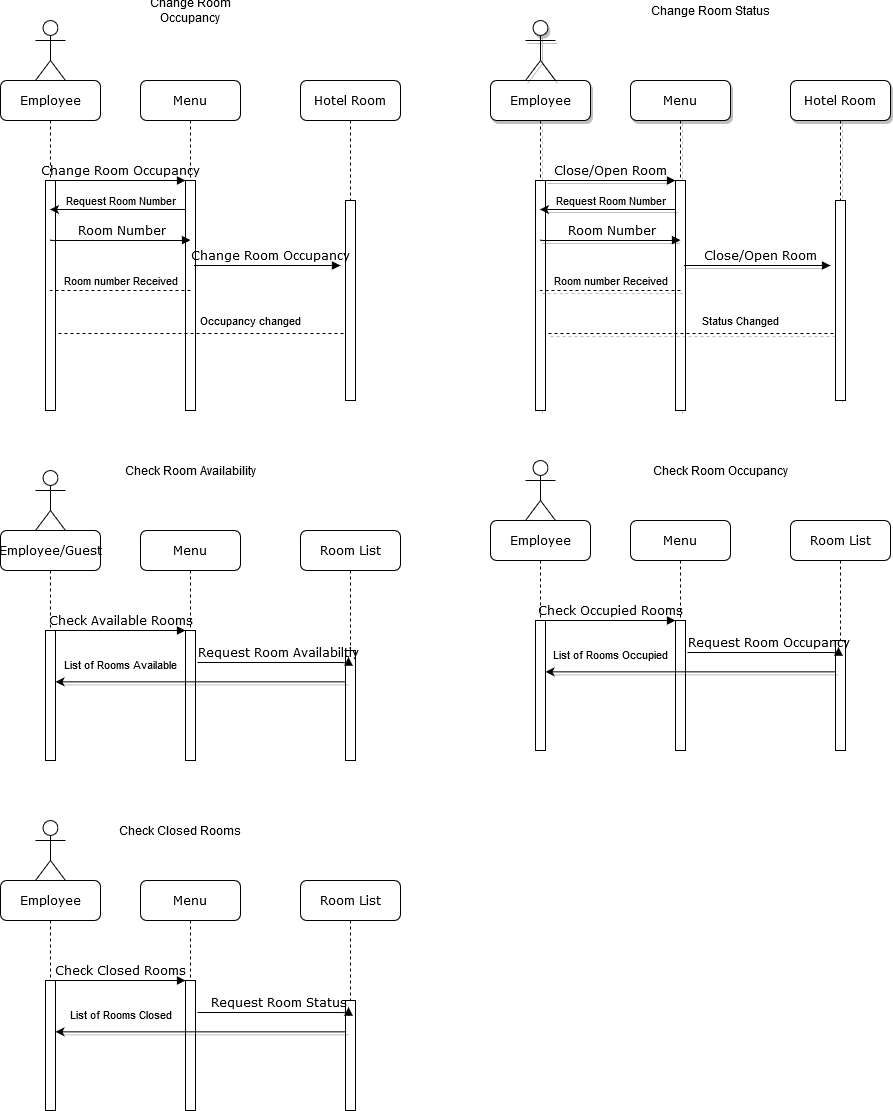 Change Room
Occupancy
Employee
Menu
Hotel Room
Change Room Occupancy
Request Room Number
Room Number
Change Room Occupancy
Room number Received
Occupancy changed
Change Room Status
Employee
Menu
Hotel Room
Close/Open Room
Request Room Number
Room Number
Close/Open Room
Room number Received
Status Changed
Check Room Availability
Employee/Guest
Menu
Room List
Check Available Rooms
Request Room Availability
List of Rooms Available
Check Room Occupancy
Employee
Menu
Room List
Check Occupied Rooms
Request Room Occupancy
List of Rooms Occupied
Check Closed Rooms
Employee
Menu
Room List
Check Closed Rooms
Request Room Status
List of Rooms Closed